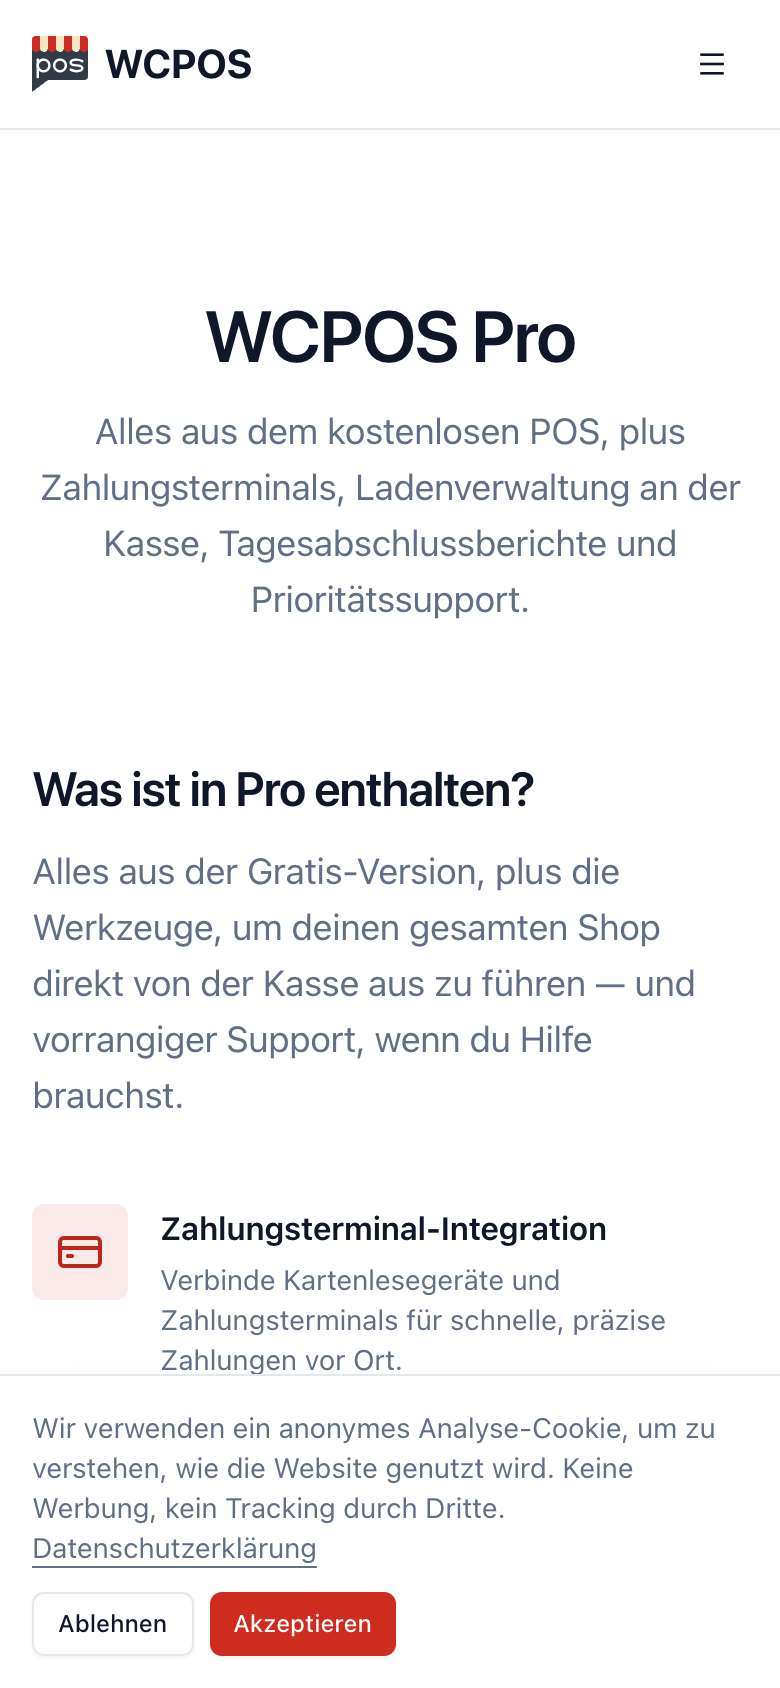 pos WCPOS
WCPOS Pro
Alles aus dem kostenlosen POS, plus
Zahlungsterminals, Ladenverwaltung an der
Kasse, Tagesabschlussberichte und
Prioritätssupport.
Was ist in Pro enthalten?
Alles aus der Gratis-Version, plus die
Werkzeuge, um deinen gesamten Shop
direkt von der Kasse aus zu führen — und
vorrangiger Support, wenn du Hilfe
brauchst.
Zahlungsterminal-Integration
Verbinde Kartenlesegeräte und
Zahlungsterminals für schnelle, präzise
Zahlungen vor Ort.
Wir verwenden ein anonymes Analyse-Cookie, um zu
verstehen, wie die Website genutzt wird. Keine
Werbung, kein Tracking durch Dritte.
Datenschutzerklärung
Ablehnen Akzeptieren